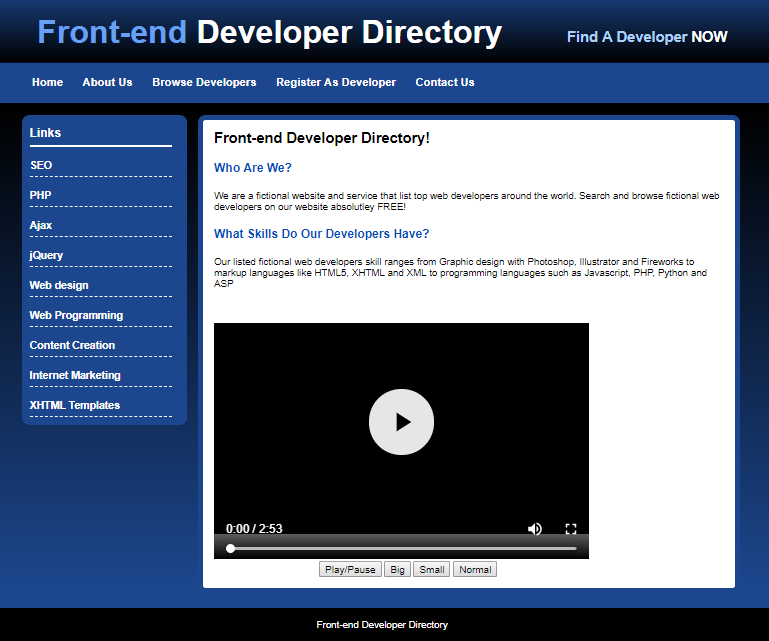 Front-end Developer Directory
Find A Developer NOW
Home About Us Browse Developers Register As Developer Contact Us
Links
SEO
PHP
Ajax
jQuery
Web design
Web Programming
Content Creation
Internet Marketing
XHTML Templates
Front-end Developer Directory!
Who Are We?
We are a fictional website and service that list top web developers around the world. Search and browse fictional web
developers on our website absolutley FREE!
What Skills Do Our Developers Have?
Our listed fictional web developers skill ranges from Graphic design with Photoshop, Illustrator and Fireworks to
markup languages like HTML5, XHTML and XML to programming languages such as Javascript, PHP, Python and
ASP
0:00 / 2:53
Play/Pause Big Small Normal
Front-end Developer Directory